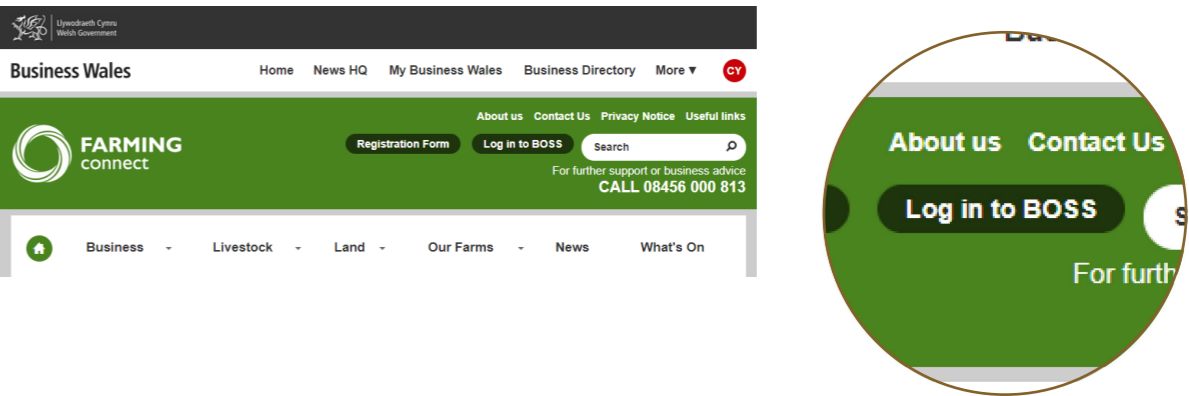 Llywodraeth Cymru
Welsh Government
Business Wales Home News HQ My Business Wales Business Directory More ▼ CY
About us Contact Us Privacy Notice Useful links
FARMING
connect
Registration Form Log in to BOSS Search
For further support or business advice
CALL 08456 000 813
Business Livestock Land Our Farms News What's On
About us Contact Us
Log in to BOSS S
For furth